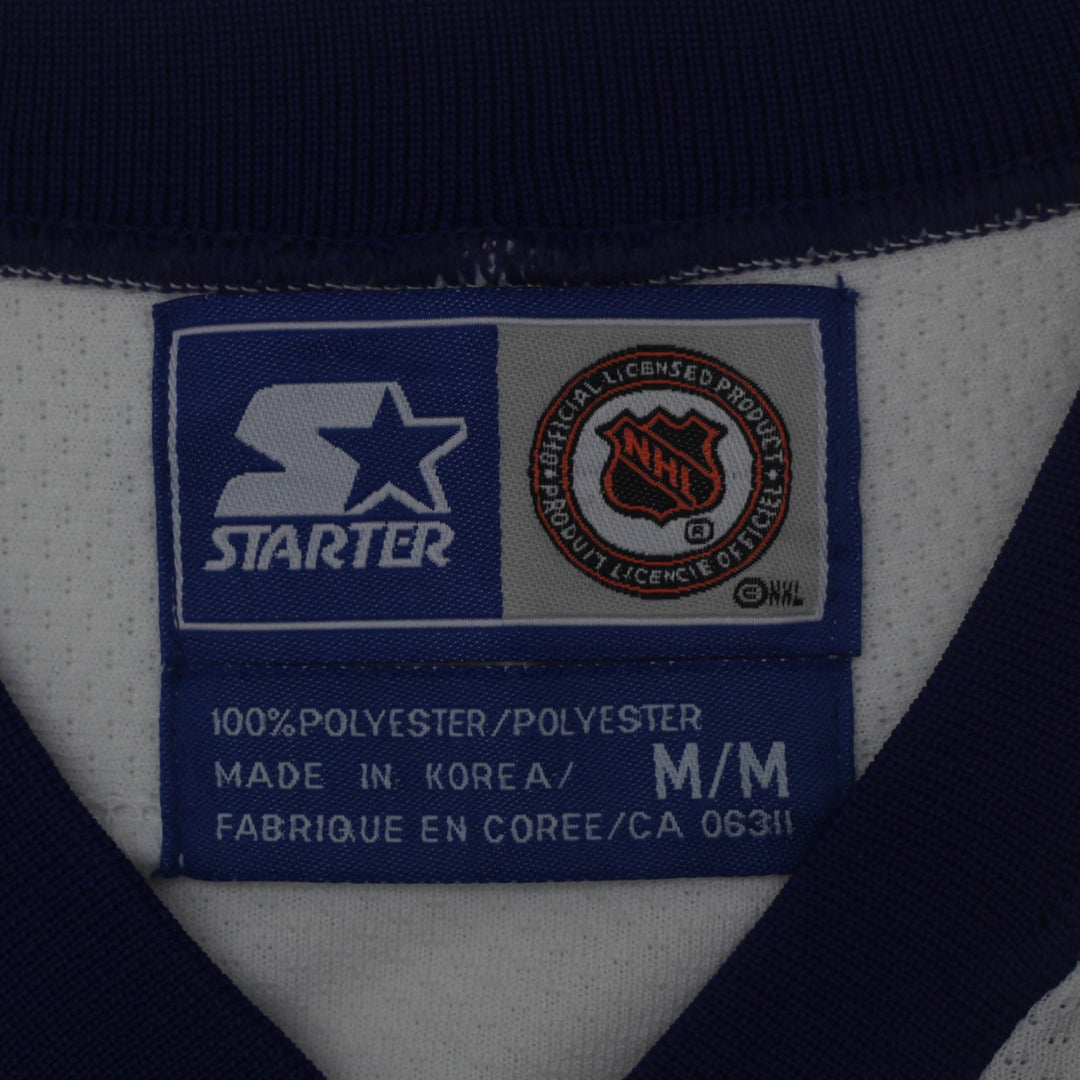 STARTER
OFFICIAL LICENSED PRODUCT
PRODUIT LICENCIE OFFICIEL
NHL
®
© NHL
100% POLYESTER/POLYESTER
MADE IN KOREA/
M/M
FABRIQUE EN COREE/CA 06311